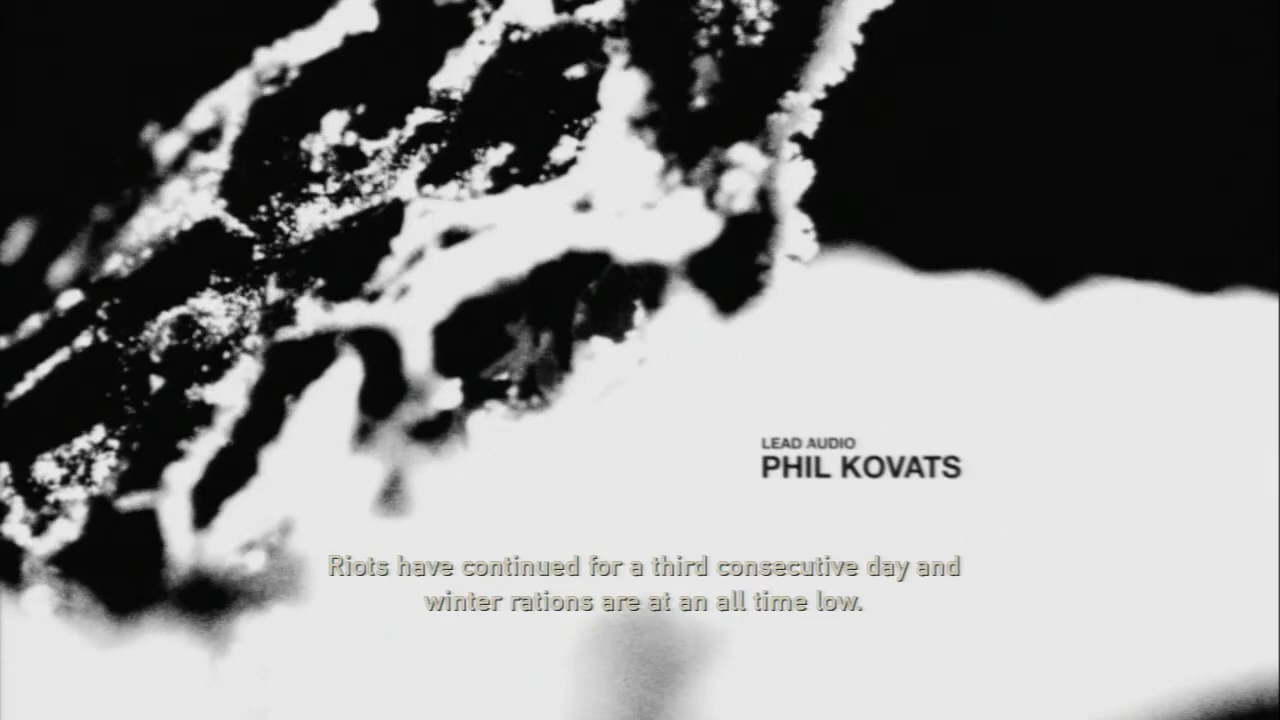 LEAD AUDIO
PHIL KOVATS
Riots have continued for a third consecutive day and
winter rations are at an all time low.